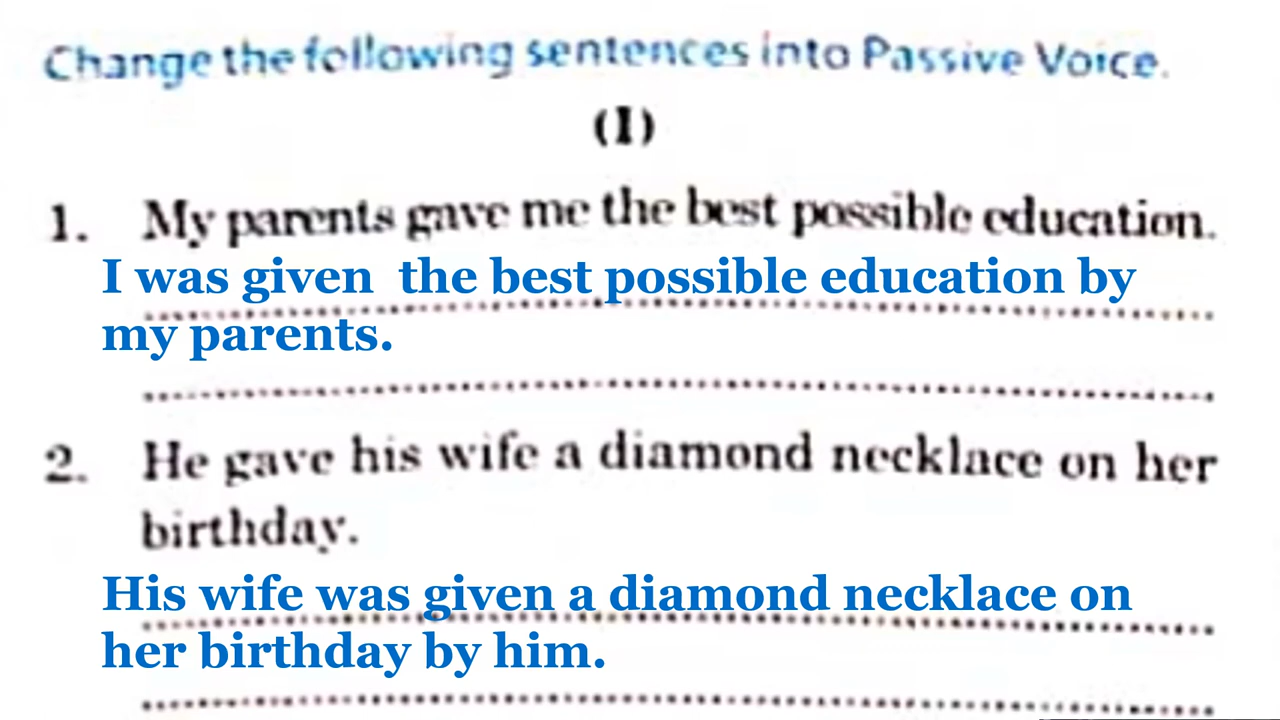 Change the following sentences into Passive Voice.
(I)
1. My parents gave me the best possible education.
I was given the best possible education by
my parents.
2. He gave his wife a diamond necklace on her
birthday.
His wife was given a diamond necklace on
her birthday by him.